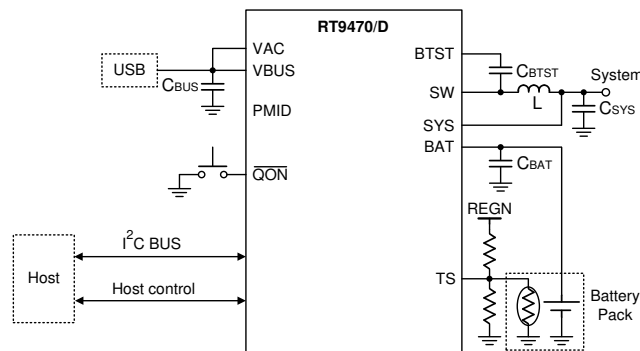 RT9470/D
VAC
USB
VBUS
CBUS
PMID
QON
I2C BUS
Host
Host control
BTST
CBTST
System
SW
L
CSYS
SYS
BAT
CBAT
REGN
TS
Battery
Pack